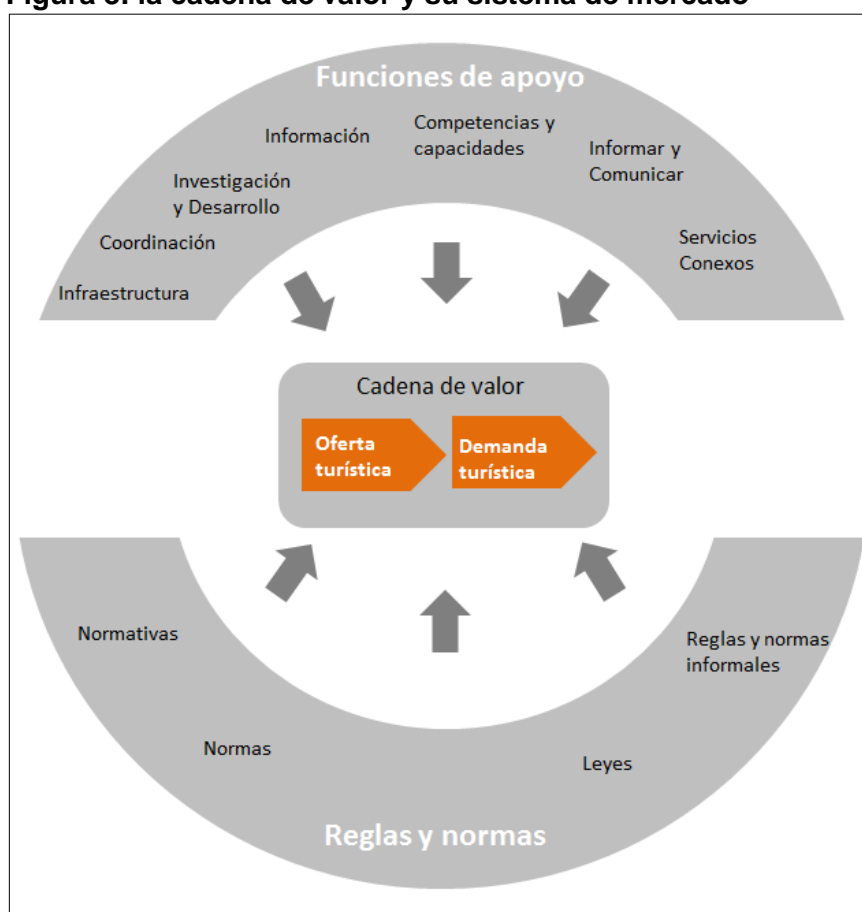 Figura 3: la cadena de valor y su sistema de mercado
Funciones de apoyo
Información
Competencias y
capacidades
Informar y
Comunicar
Investigación
y Desarrollo
Servicios
Conexos
Coordinación
Infraestructura
Cadena de valor
Oferta
turística
Demanda
turística
Normativas
Reglas y normas
informales
Normas
Leyes
Reglas y normas